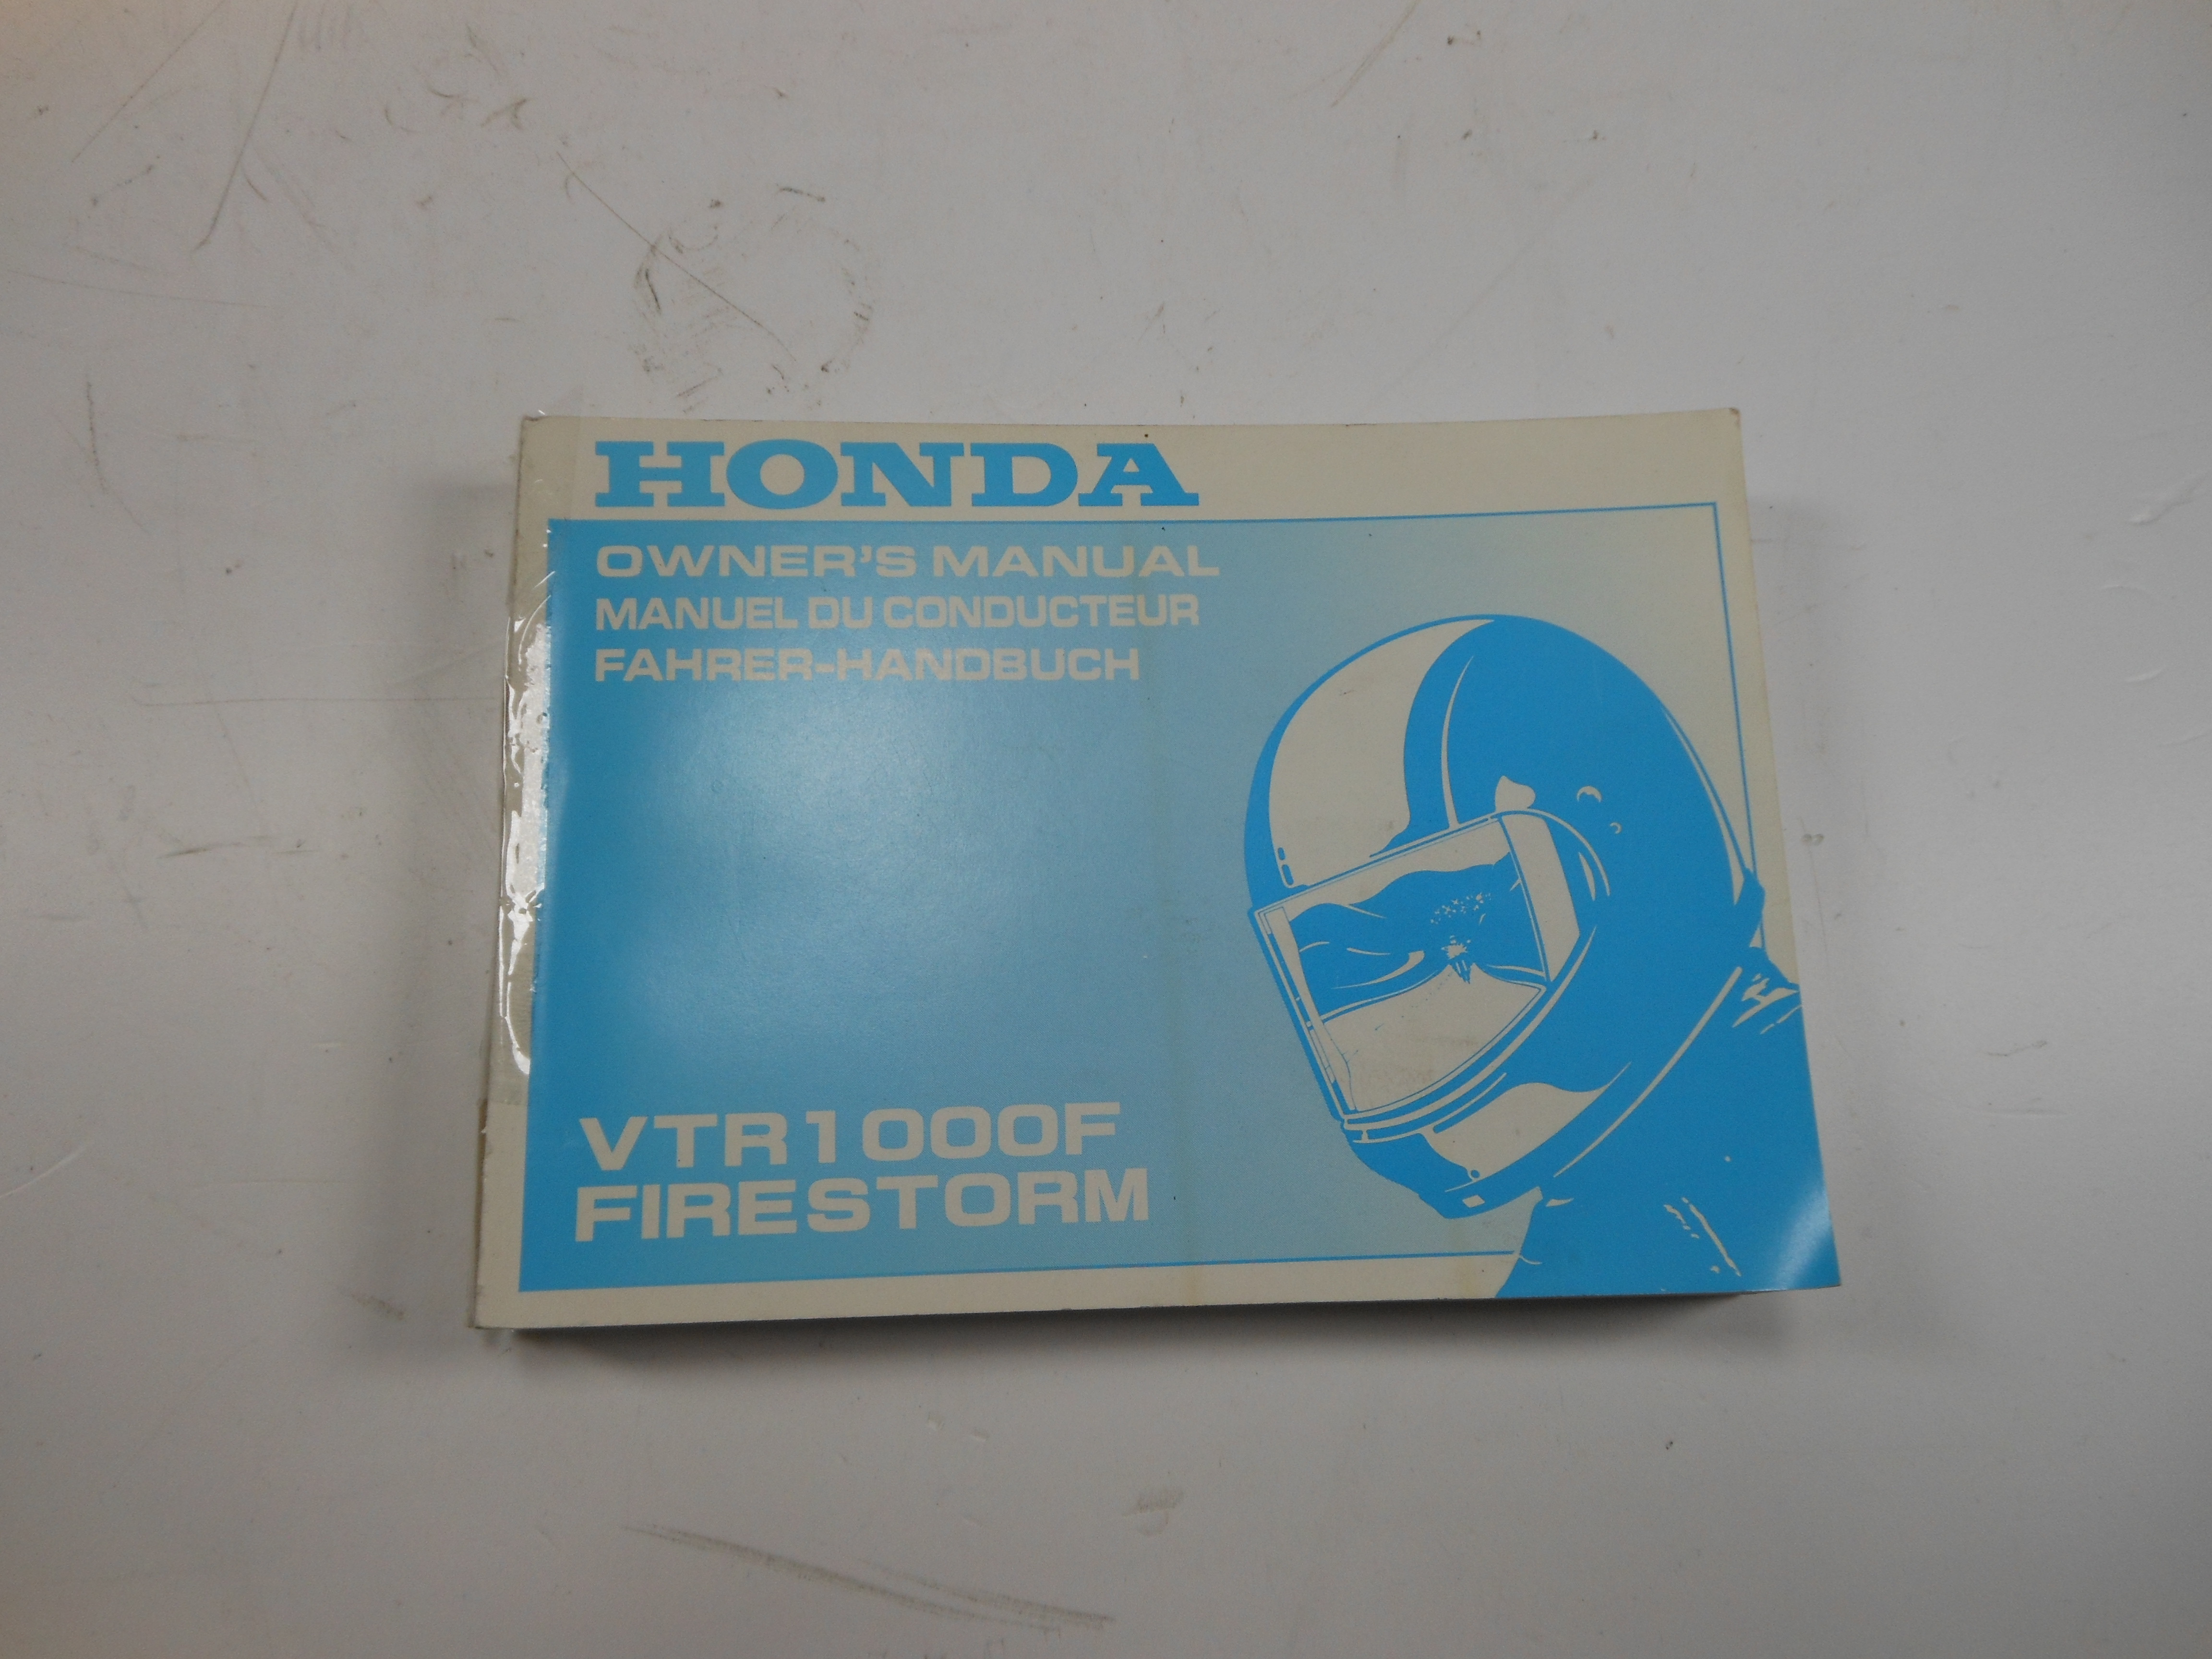 HONDA
OWNER'S MANUAL
MANUEL DU CONDUCTEUR
FAHRER-HANDBUCH
VTR1000F
FIRESTORM